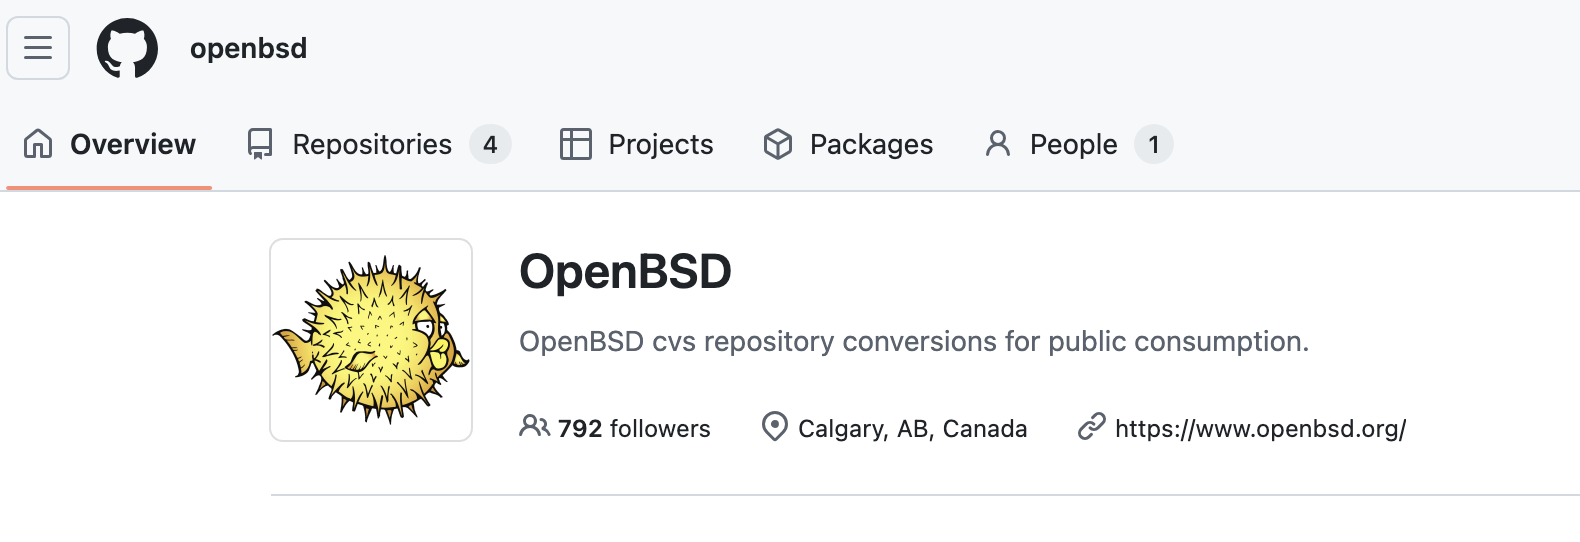 openbsd
Overview Repositories 4 Projects Packages People 1
OpenBSD
OpenBSD cvs repository conversions for public consumption.
792 followers Calgary, AB, Canada https://www.openbsd.org/